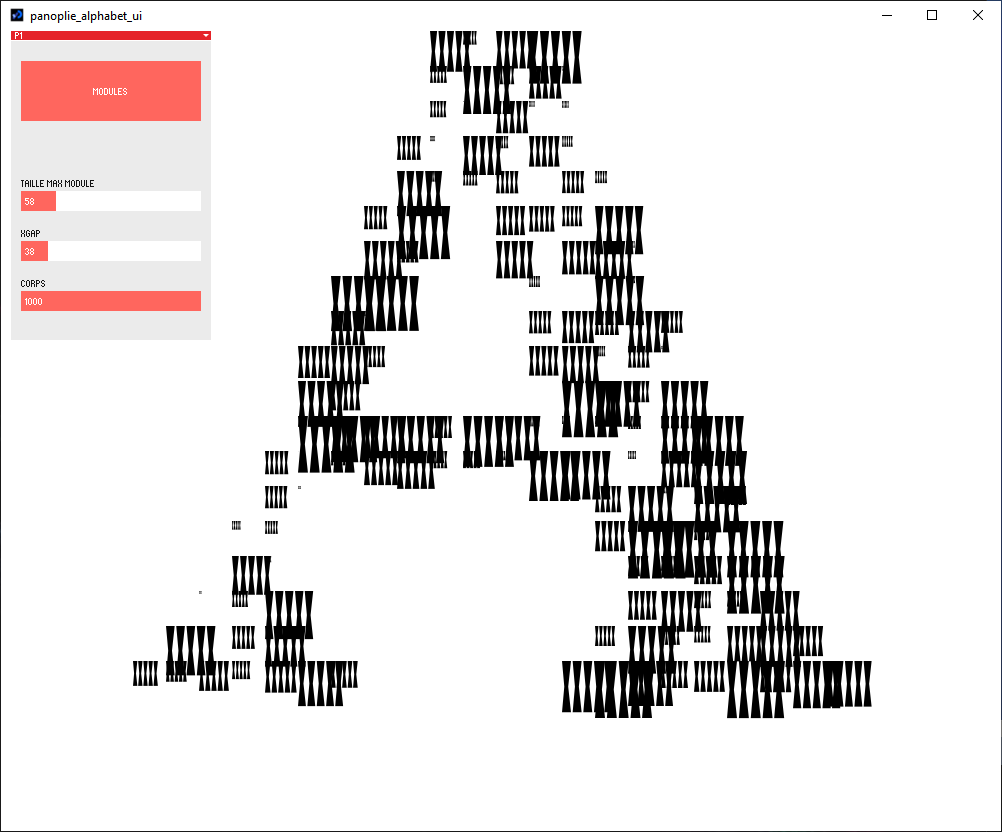 panoplie_alphabet_ui
P1
MODULES
TAILLE MAX MODULE
58
XGAP
38
CORPS
1000
A